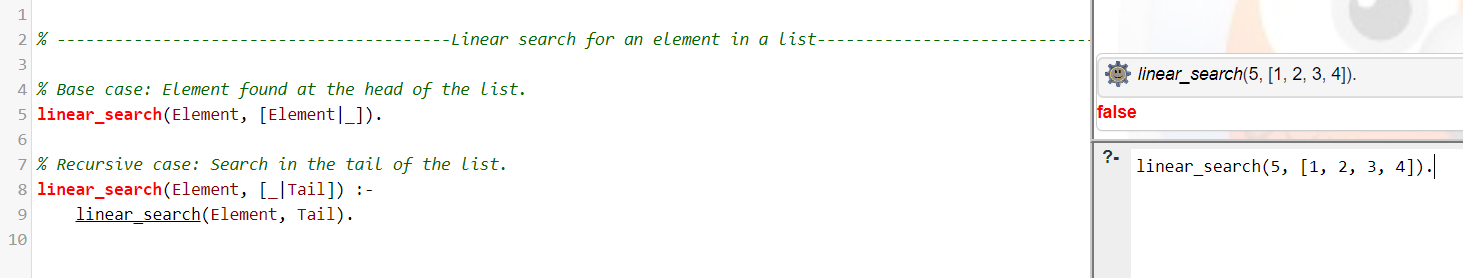 1
2 % -----------------------------------------Linear search for an element in a list----------------------------
3
4 % Base case: Element found at the head of the list.
5 linear_search(Element, [Element|_]).
6
7 % Recursive case: Search in the tail of the list.
8 linear_search(Element, [_|Tail]) :-
9     linear_search(Element, Tail).
10
linear_search(5, [1, 2, 3, 4]).
false
?- linear_search(5, [1, 2, 3, 4]).